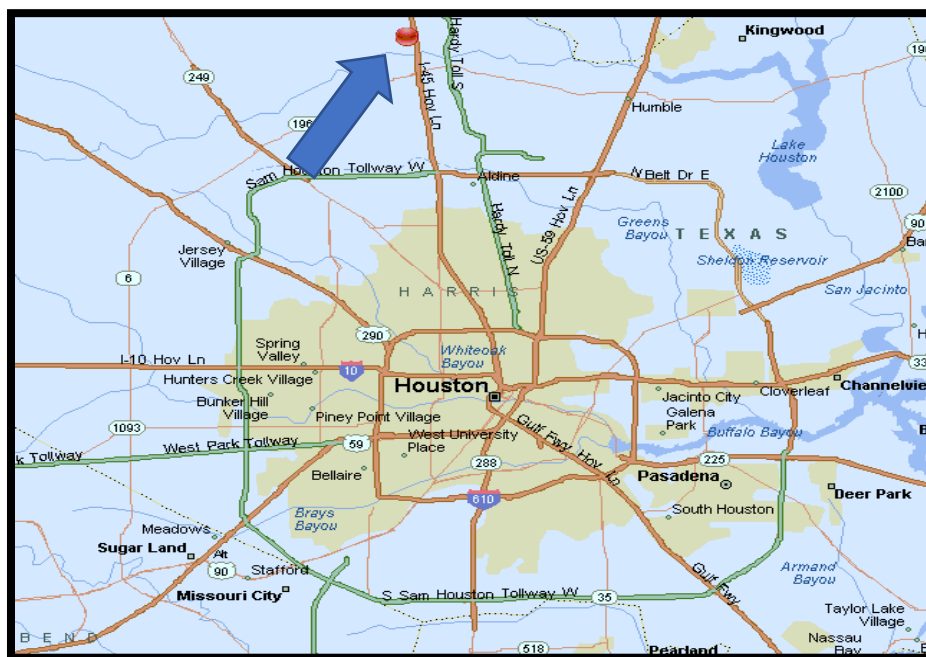 Kingwood
Hardy Toll S
249
I-45 Hov Ln
Humble
Lake
Houston
Sam Houston Tollway W
Aldine
N Belt Dr E
2100
US-59 Hov Ln
Hardy Toll N
Greens
Bayou
TEXAS
90
Jersey
Village
Sheldon Reservoir
6
San Jacinto
HARRIS
290
Spring
Valley
Whiteoak
Bayou
I-10 Hov Ln
10
Hunters Creek Village
Houston
Jacinto City
Cloverleaf
Channelvie
Bunker Hill
Village
Piney Point Village
Galena
Park
1093
West Park Tollway
59
West University
Place
Gulf Fwy Hov Ln
Buffalo Bayou
k Tollway
288
225
Bellaire
Pasadena
Deer Park
610
Brays
Bayou
South Houston
Meadows
Sugar Land
Alt
90
Stafford
Armand
Bayou
Missouri City
S Sam Houston Tollway W
35
Gulf Fwy
Taylor Lake
Village
BEND
518
Pearland
Nassau
Bay